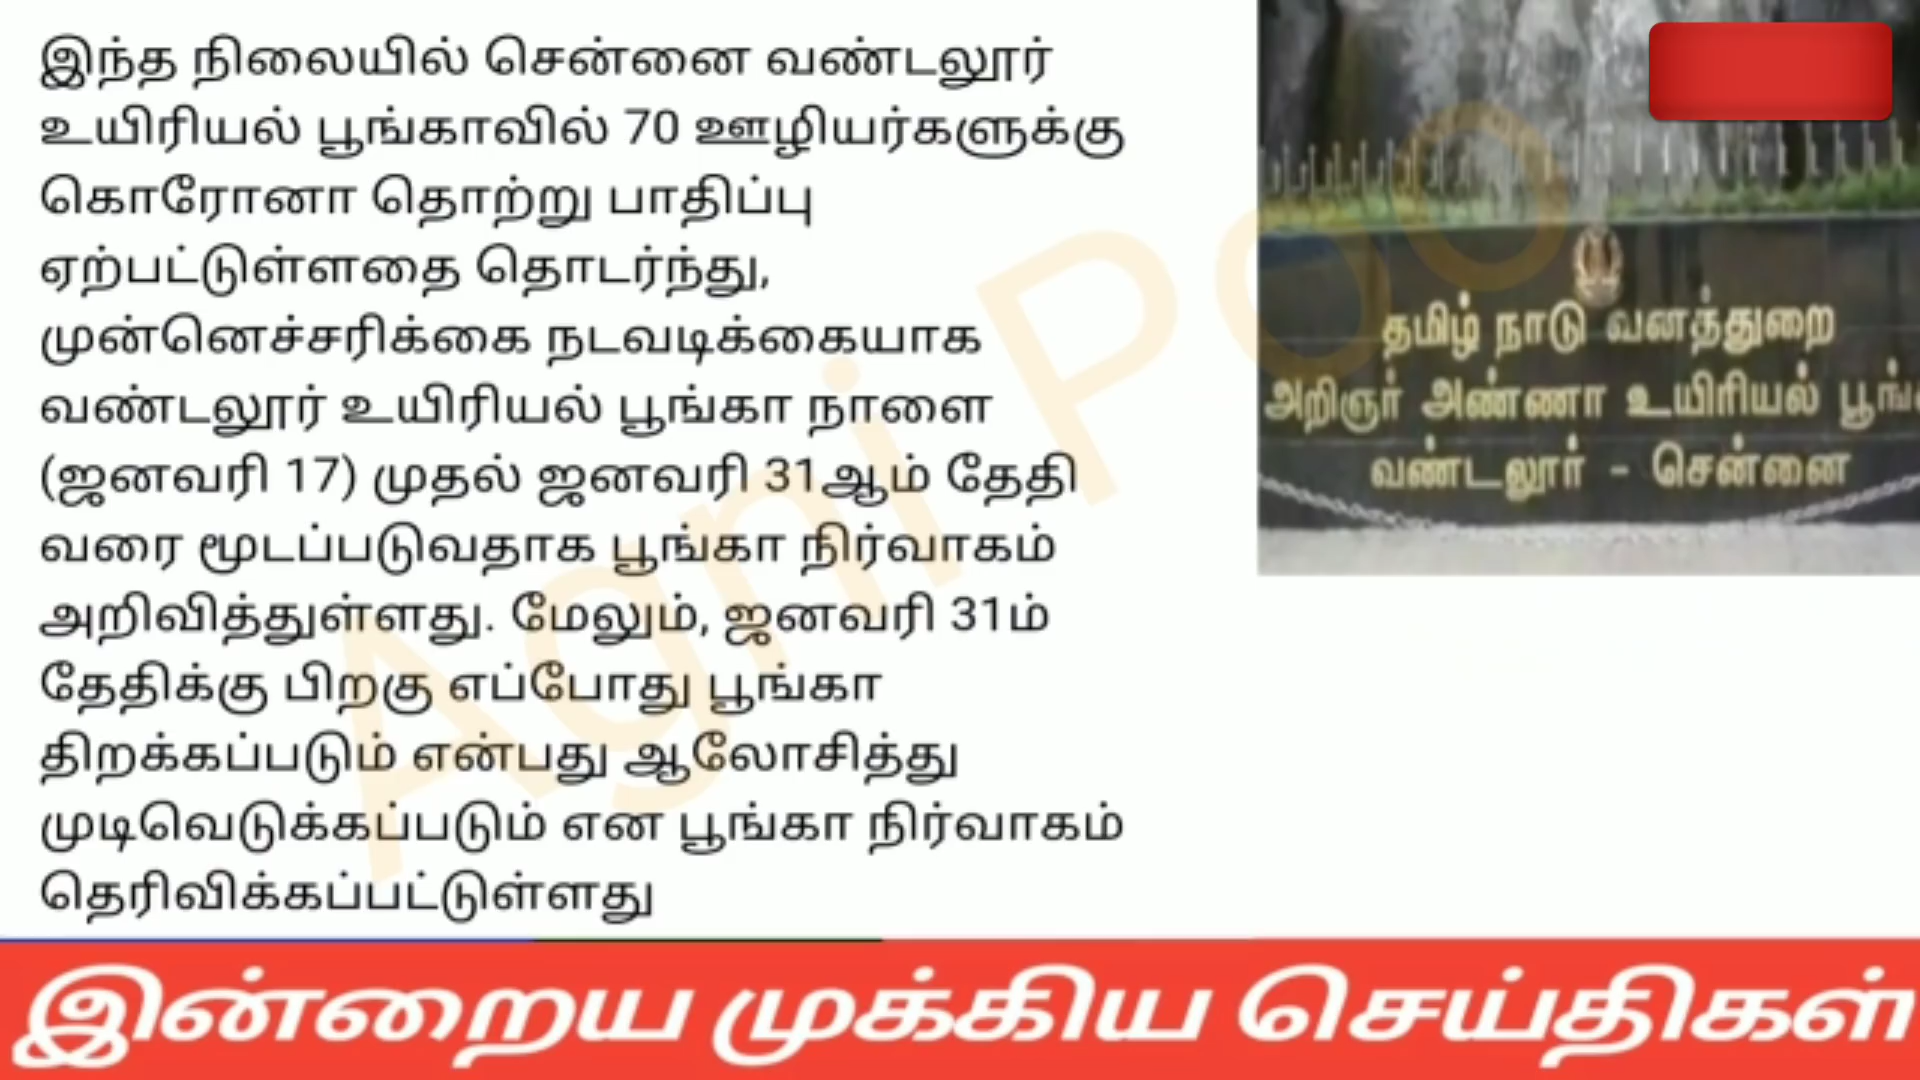 இந்த நிலையில் சென்னை வண்டலூர்
உயிரியல் பூங்காவில் 70 ஊழியர்களுக்கு
கொரோனா தொற்று பாதிப்பு
ஏற்பட்டுள்ளதை தொடர்ந்து,
முன்னெச்சரிக்கை நடவடிக்கையாக
வண்டலூர் உயிரியல் பூங்கா நாளை
(ஜனவரி 17) முதல் ஜனவரி 31ஆம் தேதி
வரை மூடப்படுவதாக பூங்கா நிர்வாகம்
அறிவித்துள்ளது. மேலும், ஜனவரி 31ம்
தேதிக்கு பிறகு எப்போது பூங்கா
திறக்கப்படும் என்பது ஆலோசித்து
முடிவெடுக்கப்படும் என பூங்கா நிர்வாகம்
தெரிவிக்கப்பட்டுள்ளது
தமிழ் நாடு வனத்துறை
அறிஞர் அண்ணா உயிரியல்
வண்டலூர் - சென்னை
Agni
இன்றைய முக்கிய செய்திகள்